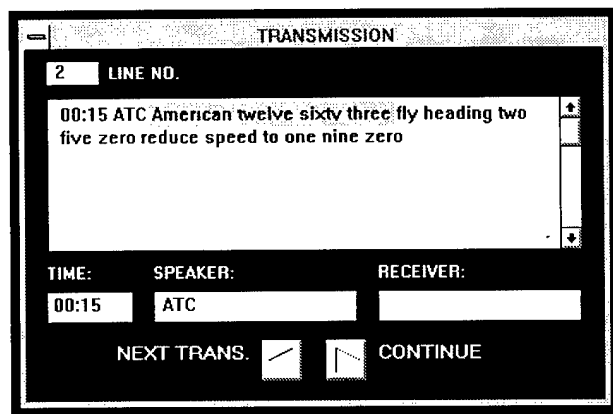 TRANSMISSION
2 LINE NO.
00:15 ATC American twelve sixty three fly heading two
five zero reduce speed to one nine zero
TIME: SPEAKER: RECEIVER:
00:15 ATC
NEXT TRANS. CONTINUE